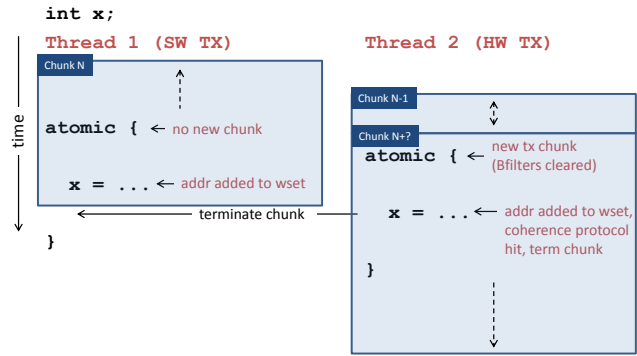 int x;
Thread 1 (SW TX)
Thread 2 (HW TX)
time
Chunk N
atomic {
no new chunk
x = ...
addr added to wset
terminate chunk
}
Chunk N-1
Chunk N+?
atomic {
new tx chunk
(Bfilters cleared)
x = ...
addr added to wset,
coherence protocol
hit, term chunk
}